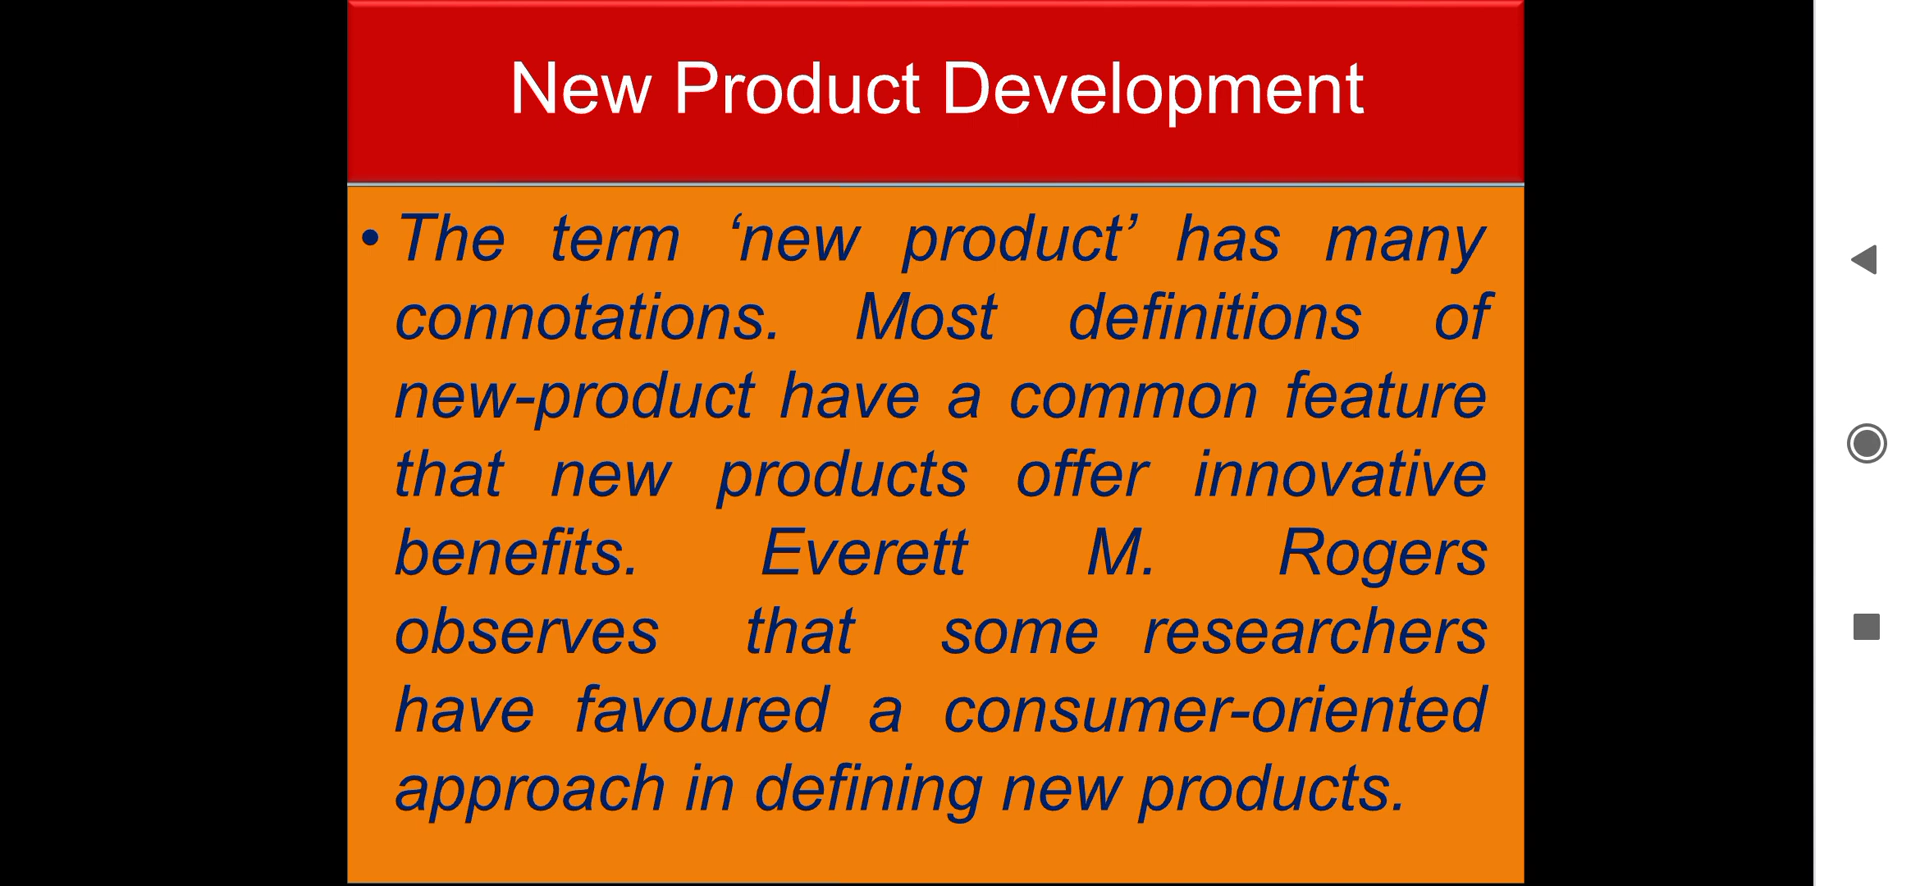 New Product Development
• The term ‘new product’ has many
connotations. Most definitions of
new-product have a common feature
that new products offer innovative
benefits. Everett M. Rogers
observes that some researchers
have favoured a consumer-oriented
approach in defining new products.